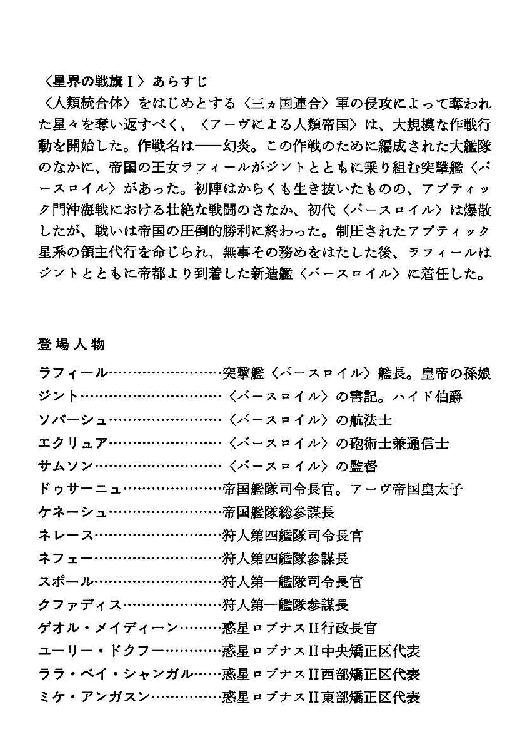 〈星界の戦旗Ⅰ〉あらすじ
〈人類統合体〉をはじめとする〈三ヵ国連合〉軍の侵攻によって奪われ
た星々を奪い返すべく、〈アーヴによる人類帝国〉は、大規模な作戦行
動を開始した。作戦名は――幻炎。この作戦のために編成された大艦隊
のなかに、帝国の王女ラフィールがジントとともに乗り組む突撃艦〈バ
ースロイル〉があった。初陣はからくも生き抜いたものの、アプティッ
ク門沖海戦における壮絶な戦闘のさなか、初代〈バースロイル〉は爆散
したが、戦いは帝国の圧倒的勝利に終わった。制圧されたアプティック
星系の領主代行を命じられ、無事その務めをはたした後、ラフィールは
ジントとともに帝都より到着した新造艦〈バースロイル〉に着任した。
登場人物
ラフィール……………………突撃艦〈バースロイル〉艦長。皇帝の孫娘
ジント…………………………〈バースロイル〉の書記。ハイド伯爵
ソバーシュ……………………〈バースロイル〉の航法士
エクリュア……………………〈バースロイル〉の砲術士兼通信士
サムソン………………………〈バースロイル〉の監督
ドゥサーニュ…………………帝国艦隊司令長官。アーヴ帝国皇太子
ケネーシュ……………………帝国艦隊総参謀長
ネレース………………………狩人第四艦隊司令長官
ネフェー………………………狩人第四艦隊参謀長
スポール………………………狩人第一艦隊司令長官
クファディス…………………狩人第一艦隊参謀長
ゲオル・メイディーン………惑星ロブナスⅡ行政長官
ユーリー・ドクフー…………惑星ロブナスⅡ中央矯正区代表
ララ・ベイ・シャンガル……惑星ロブナスⅡ西部矯正区代表
ミケ・アンガスン……………惑星ロブナスⅡ東部矯正区代表